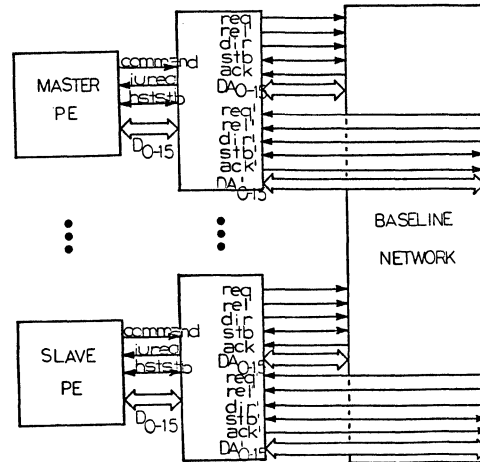 req
rel
dir
stb
ack
DA0-15
command
iureq
hststb
MASTER
PE
D0-15
req'
rel'
dir'
stb'
ack'
DA'0-15
BASELINE
NETWORK
req
rel
dir
stb
ack
DA0-15
command
iureq
hststb
SLAVE
PE
D0-15
req'
rel'
dir'
stb'
ack'
DA'0-15